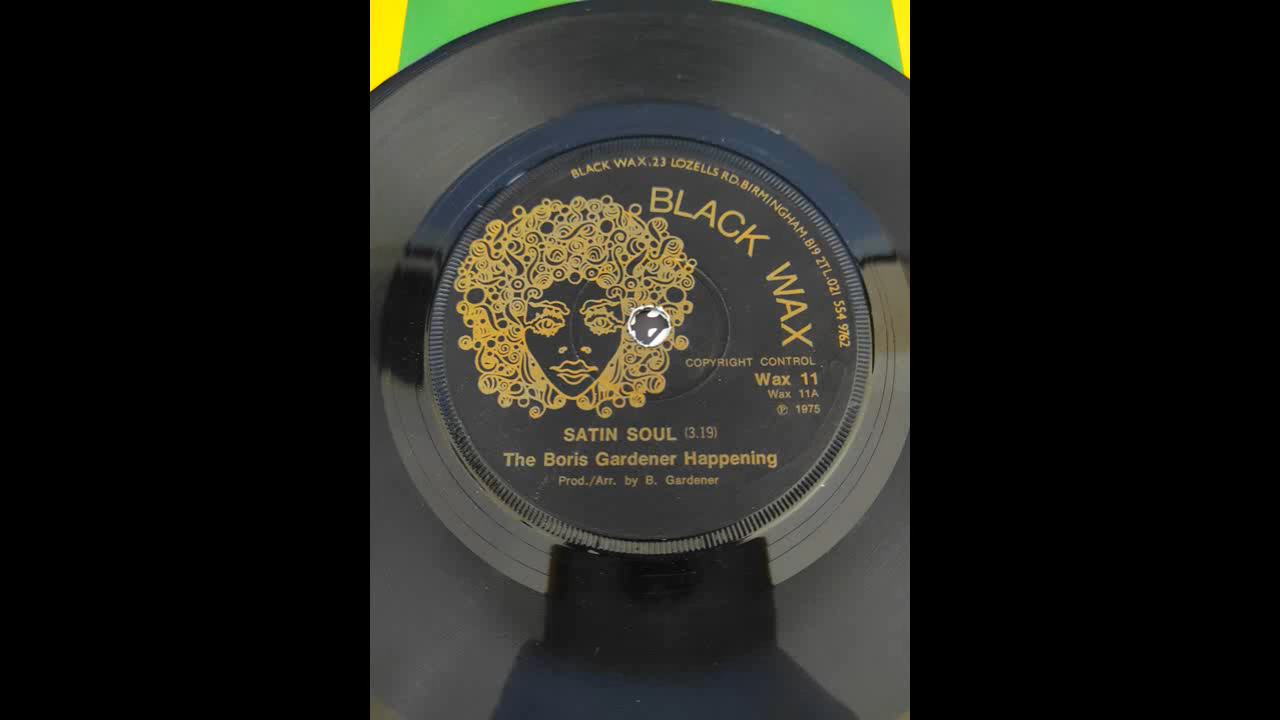 BLACK WAX.23 LOZELLS RD.BIRMINGHAM.B19 2TL.021 554 9762
BLACK WAX
COPYRIGHT CONTROL
Wax 11
Wax 11A
℗ 1975
SATIN SOUL (3.19)
The Boris Gardener Happening
Prod./Arr. by B. Gardener